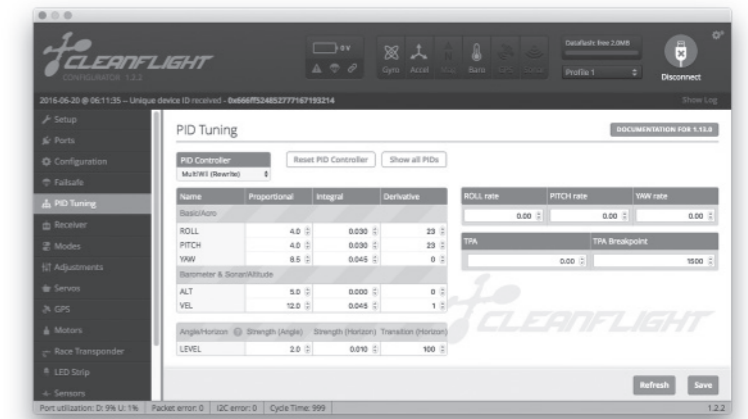 CLEANFLIGHT
CONFIGURATOR 1.2.2
0 V
Gyro Accel Mag Baro GPS Sonar
Dataflash: free 2.0MB
Profile 1
Disconnect
2016-06-20 @ 06:11:35 -- Unique device ID received - 0x666ff524852777167193214
Show Log
Setup
Ports
Configuration
Failsafe
PID Tuning
Receiver
Modes
Adjustments
Servos
GPS
Motors
Race Transponder
LED Strip
Sensors
PID Tuning
DOCUMENTATION FOR 1.13.0
PID Controller
MultiWii (Rewrite)
Reset PID Controller
Show all PIDs
Name Proportional Integral Derivative
Basic/Acro
ROLL 4.0 0.030 23
PITCH 4.0 0.030 23
YAW 8.5 0.045 0
Barometer & Sonar/Altitude
ALT 5.0 0.000 0
VEL 12.0 0.045 1
Angle/Horizon Strength (Angle) Strength (Horizon) Transition (Horizon)
LEVEL 2.0 0.010 100
ROLL rate PITCH rate YAW rate
0.00 0.00 0.00
TPA TPA Breakpoint
0.00 1500
CLEANFLIGHT
Refresh Save
Port utilization: D: 9% U: 1% Packet error: 0 I2C error: 0 Cycle Time: 999 1.2.2